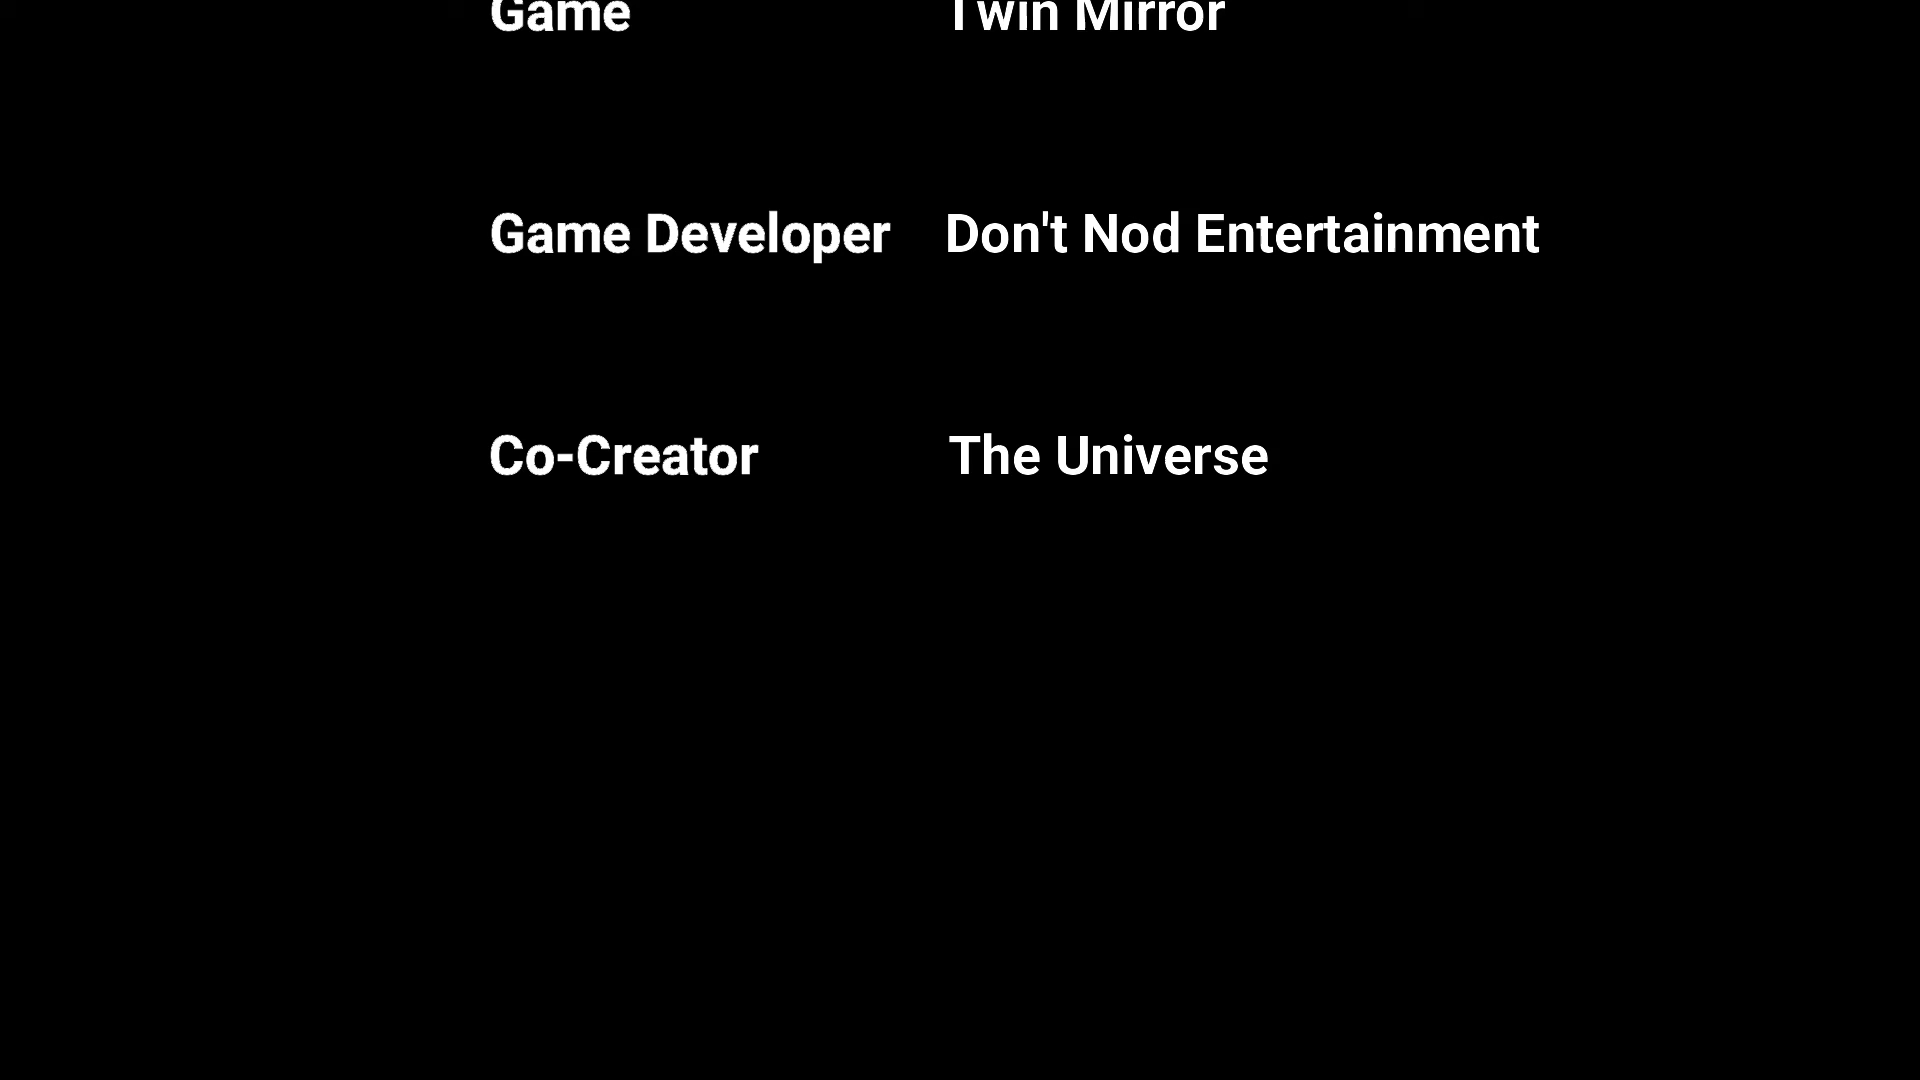 Game Twin Mirror
Game Developer Don't Nod Entertainment
Co-Creator The Universe